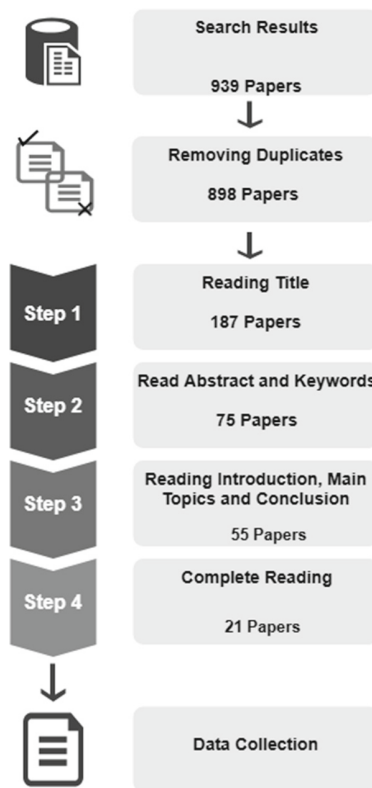 Search Results
939 Papers
Removing Duplicates
898 Papers
Step 1
Reading Title
187 Papers
Step 2
Read Abstract and Keywords
75 Papers
Step 3
Reading Introduction, Main
Topics and Conclusion
55 Papers
Step 4
Complete Reading
21 Papers
Data Collection